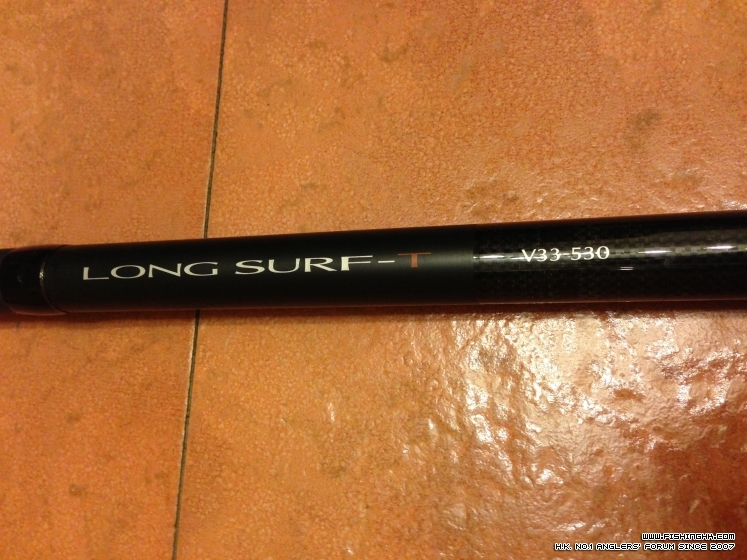 LONG SURF-T V33-530
www.FISHINGHK.COM
H.K. NO.1 ANGLERS' FORUM SINCE 2007